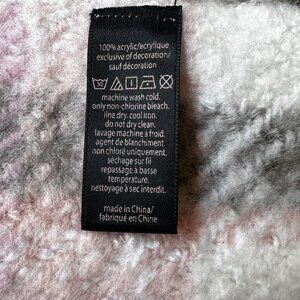 100% acrylic/acrylique
exclusive of decoration/
sauf décoration
30
machine wash cold.
only non-chlorine bleach.
line dry. cool iron.
do not dry clean.
lavage machine à froid.
agent de blanchiment
non chloré uniquement.
séchage sur fil
repassage à basse
température.
nettoyage à sec interdit.
made in China/
fabriqué en Chine